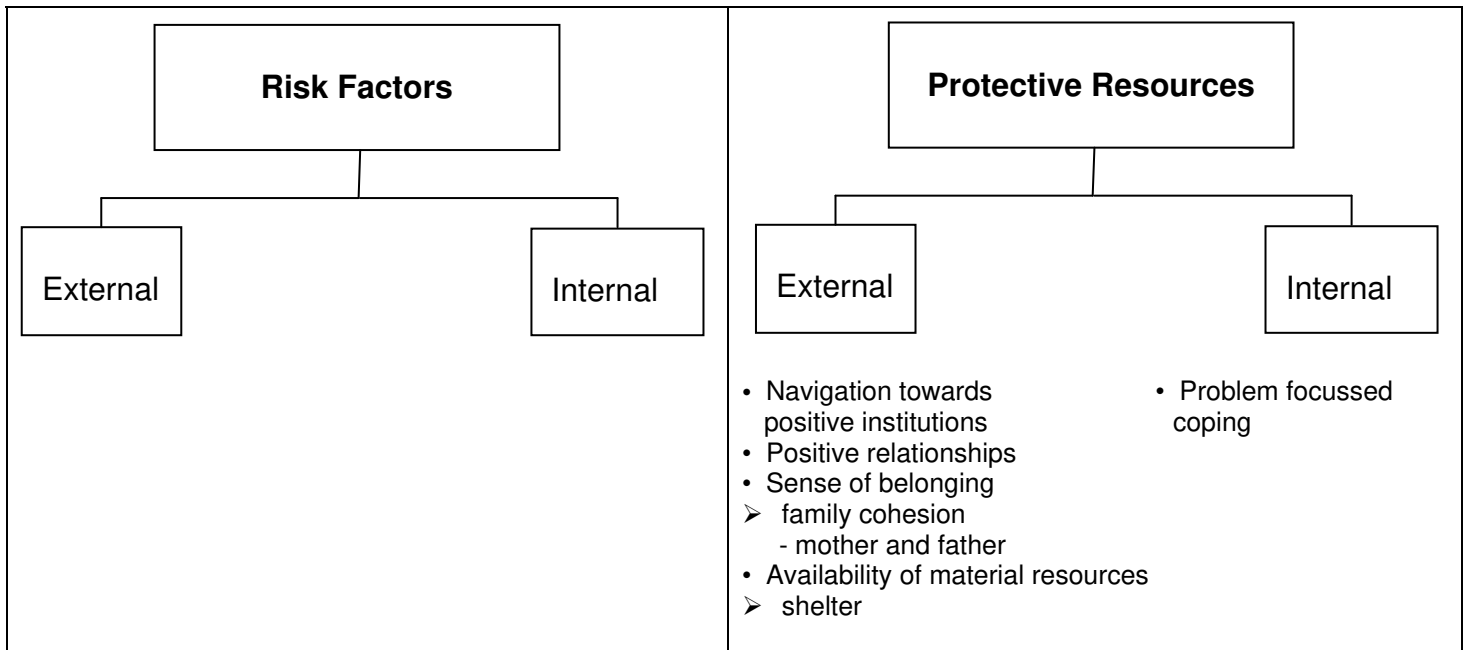 Risk Factors
External
Internal
Protective Resources
External
Internal
• Navigation towards
positive institutions
• Positive relationships
• Sense of belonging
➢ family cohesion
- mother and father
• Availability of material resources
➢ shelter
• Problem focussed
coping